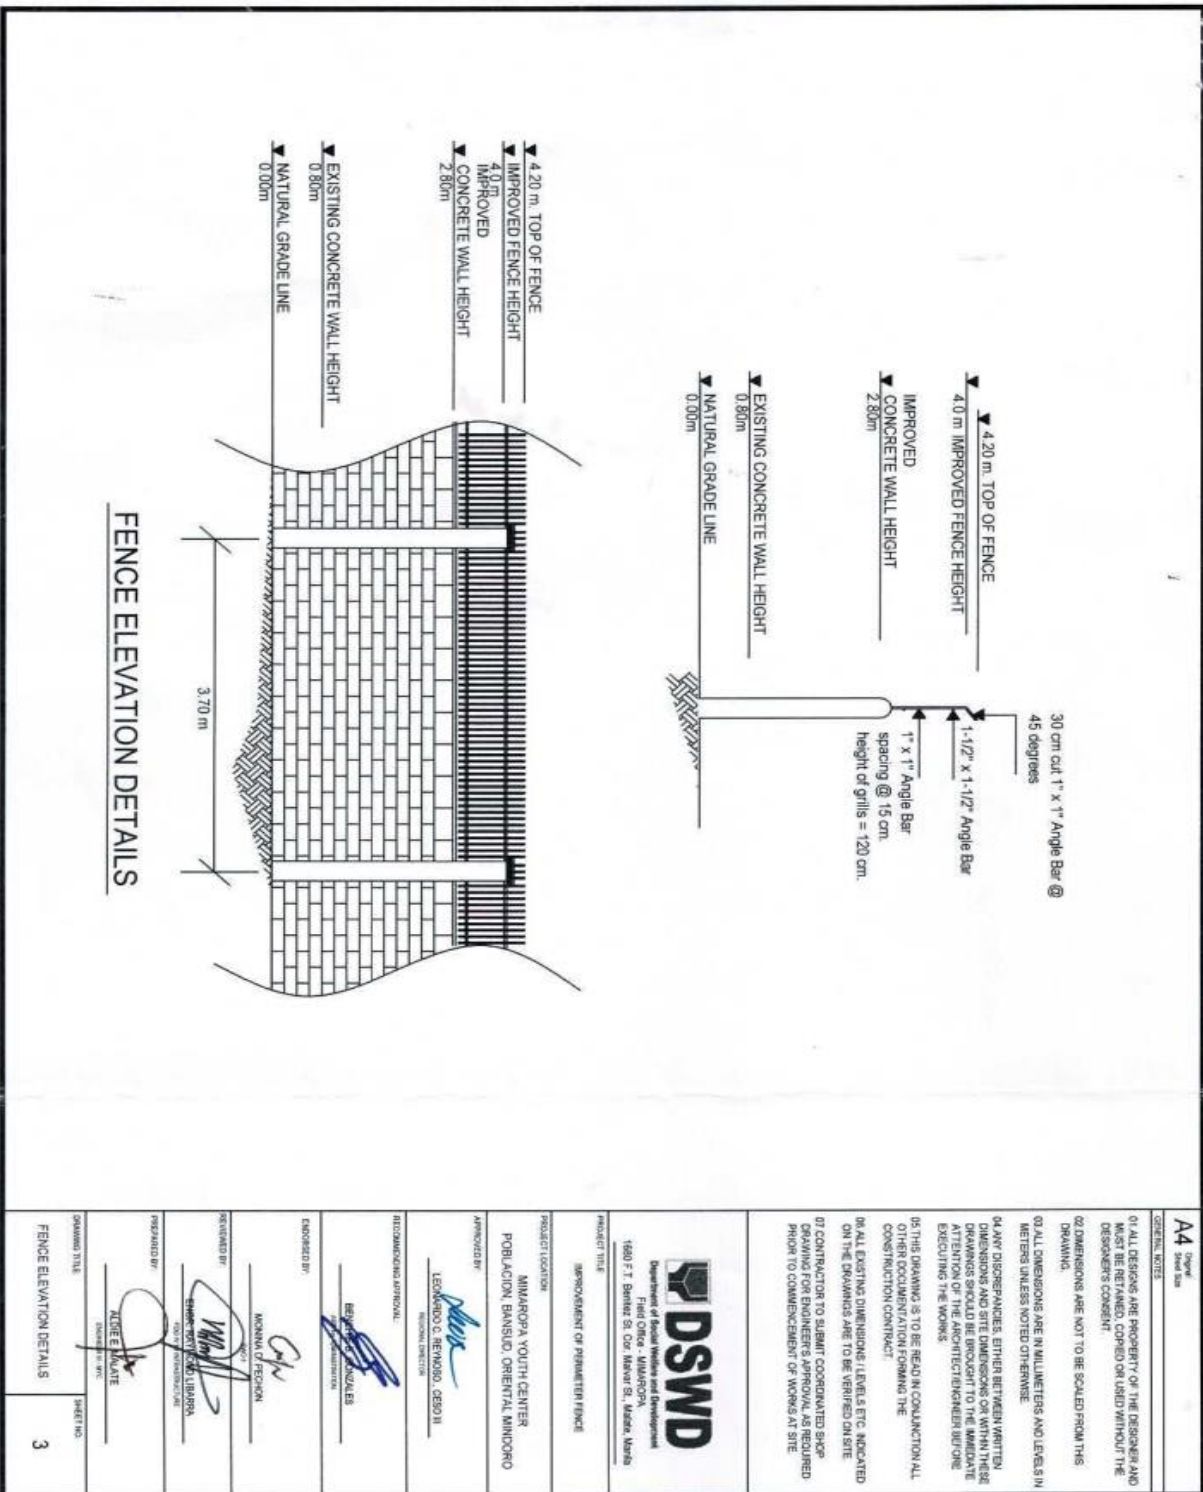 4.20 m. TOP OF FENCE
4.0 m IMPROVED FENCE HEIGHT
IMPROVED
CONCRETE WALL HEIGHT
2.80m
EXISTING CONCRETE WALL HEIGHT
0.80m
NATURAL GRADE LINE
0.00m
30 cm cut 1" x 1" Angle Bar @
45 degrees
1-1/2" x 1-1/2" Angle Bar
1" x 1" Angle Bar
spacing @ 15 cm.
height of grills = 120 cm.
4.20 m. TOP OF FENCE
IMPROVED FENCE HEIGHT
4.0 m
IMPROVED
CONCRETE WALL HEIGHT
2.80m
EXISTING CONCRETE WALL HEIGHT
0.80m
NATURAL GRADE LINE
0.00m
3.70 m
FENCE ELEVATION DETAILS
A4 Original
Sheet Size
GENERAL NOTES
01. ALL DESIGNS ARE PROPERTY OF THE DESIGNER AND
MUST BE RETAINED, COPIED OR USED WITHOUT THE
DESIGNER'S CONSENT.
02 DIMENSIONS ARE NOT TO BE SCALED FROM THIS
DRAWING.
03.ALL DIMENSIONS ARE IN MILLIMETERS AND LEVELS IN
METERS UNLESS NOTED OTHERWISE.
04.ANY DISCREPANCIES, EITHER BETWEEN WRITTEN
DIMENSIONS AND SITE DIMENSIONS OR WITHIN THESE
DRAWINGS SHOULD BE BROUGHT TO THE IMMEDIATE
ATTENTION OF THE ARCHITECT/ENGINEER BEFORE
EXECUTING THE WORKS.
05 THIS DRAWING IS TO BE READ IN CONJUNCTION ALL
OTHER DOCUMENTATION FORMING THE
CONSTRUCTION CONTRACT.
06.ALL EXISTING DIMENSIONS / LEVELS ETC. INDICATED
ON THE DRAWINGS ARE TO BE VERIFIED ON SITE
07 CONTRACTOR TO SUBMIT COORDINATED SHOP
DRAWING FOR ENGINEER'S APPROVAL AS REQUIRED
PRIOR TO COMMENCEMENT OF WORKS AT SITE.
DSWD
Department of Social Welfare and Development
Field Office - MIMAROPA
1680 F.T. Benitez St. Cor. Malvar St., Malate, Manila
PROJECT TITLE
IMPROVEMENT OF PERIMETER FENCE
PROJECT LOCATION
MIMAROPA YOUTH CENTER
POBLACION, BANSUD, ORIENTAL MINDORO
APPROVED BY:
LEONARDO C. REYNOSO, CESO III
REGIONAL DIRECTOR
RECOMMENDING APPROVAL:
ENDORSED BY:
REVIEWED BY:
PREPARED BY:
ALDIE E. MALATE
DRAWING TITLE:
FENCE ELEVATION DETAILS
SHEET NO.
3